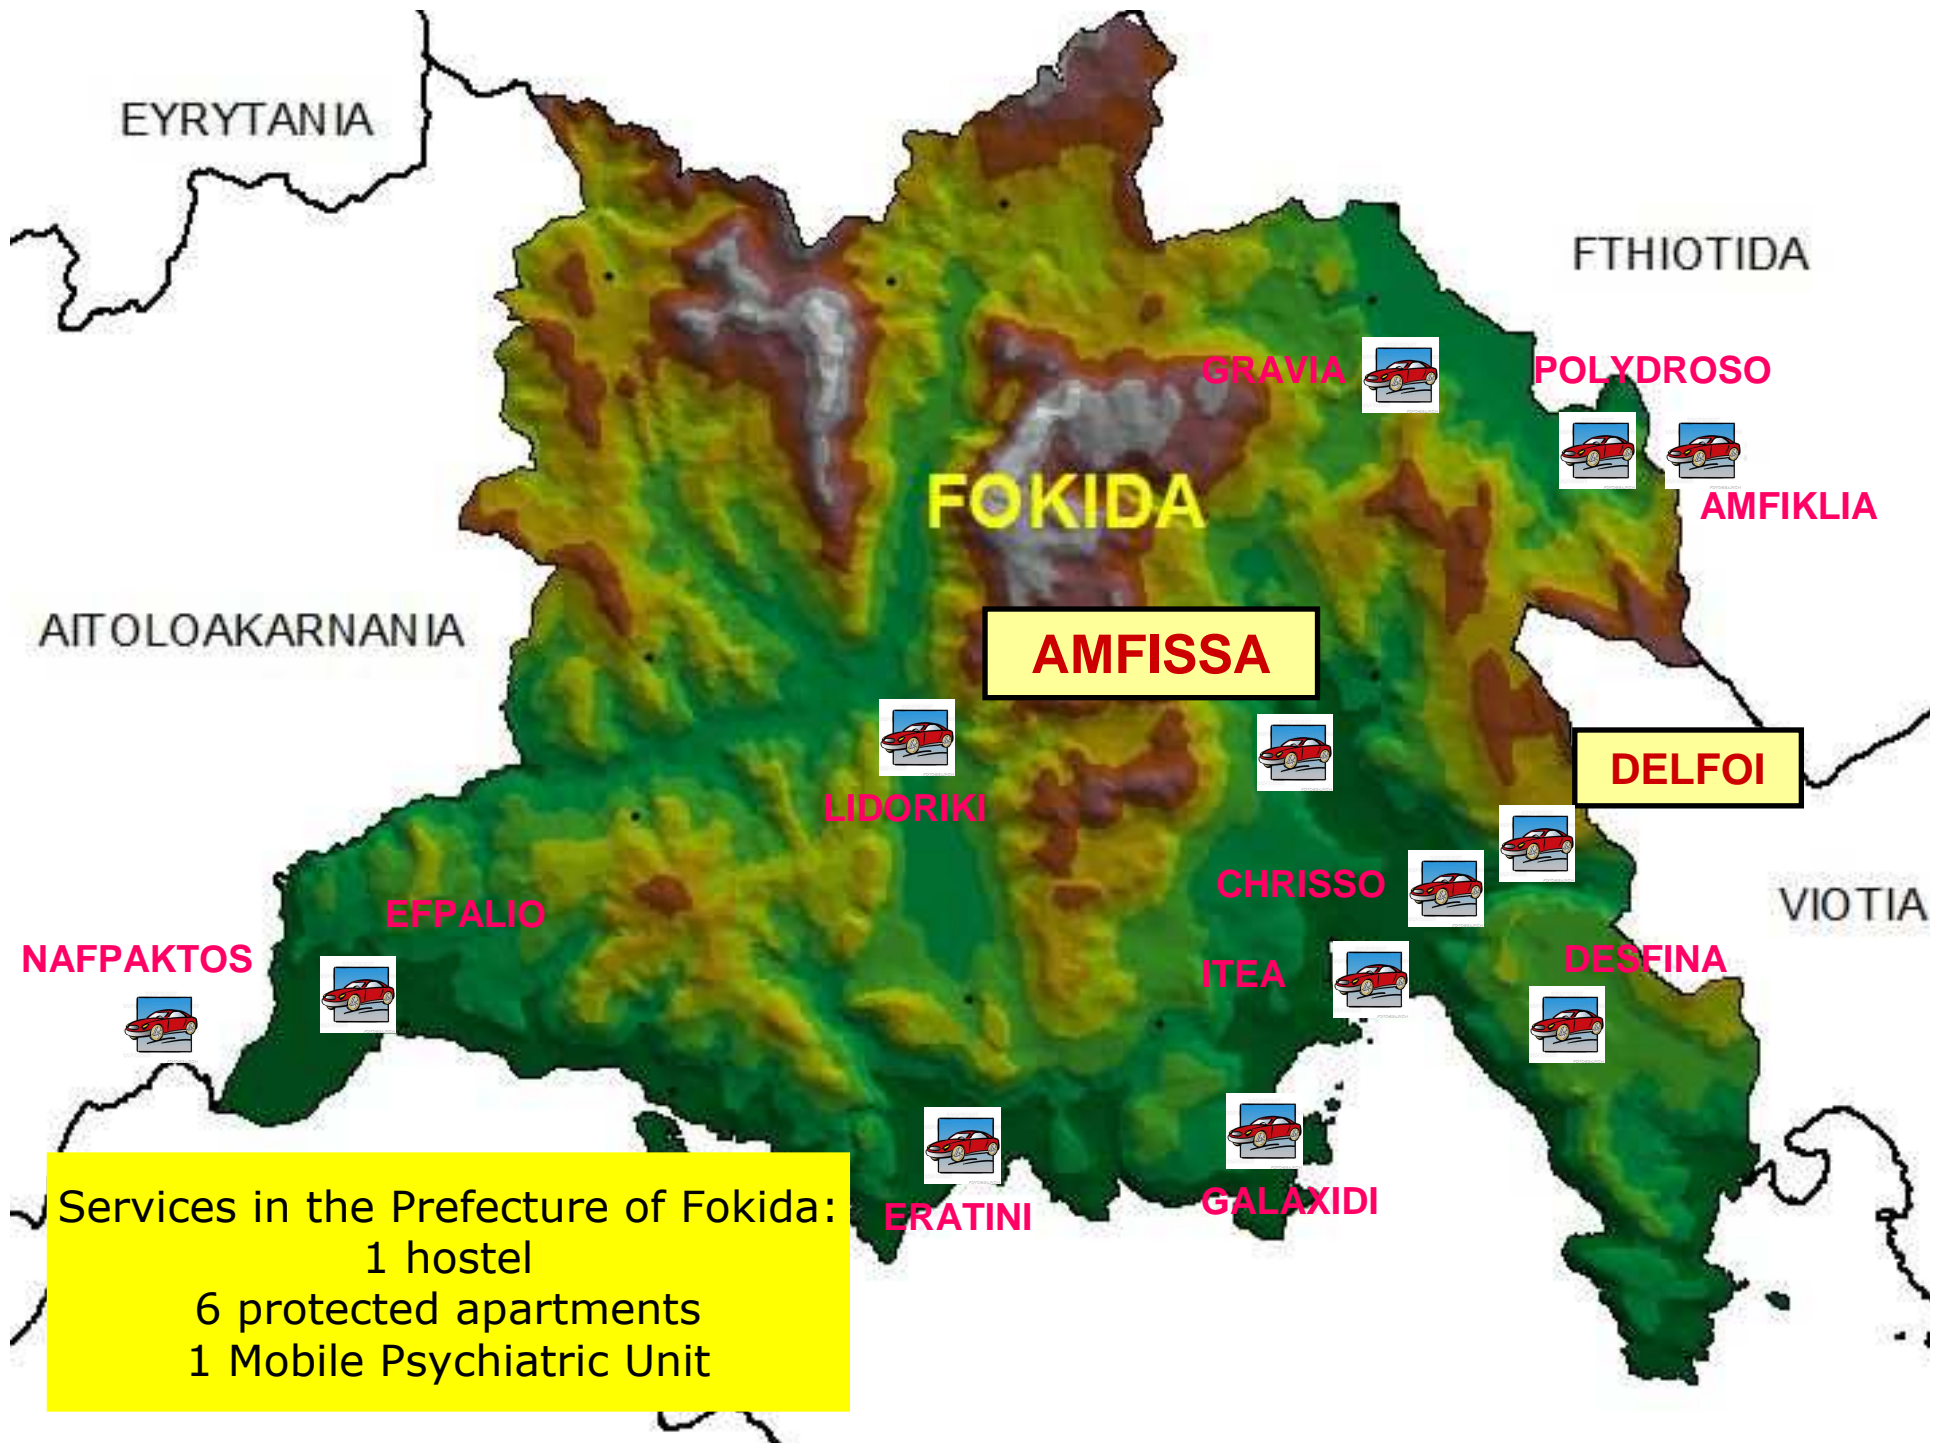 EYRYTANIA
FTHIOTIDA
GRAVIA
POLYDROSO
FOKIDA
AMFIKLIA
AITOLOAKARNANIA
AMFISSA
DELFOI
LIDORIKI
CHRISSO
EFPALIO
VIOTIA
NAFPAKTOS
ITEA
DESFINA
ERATINI
GALAXIDI
Services in the Prefecture of Fokida:
1 hostel
6 protected apartments
1 Mobile Psychiatric Unit